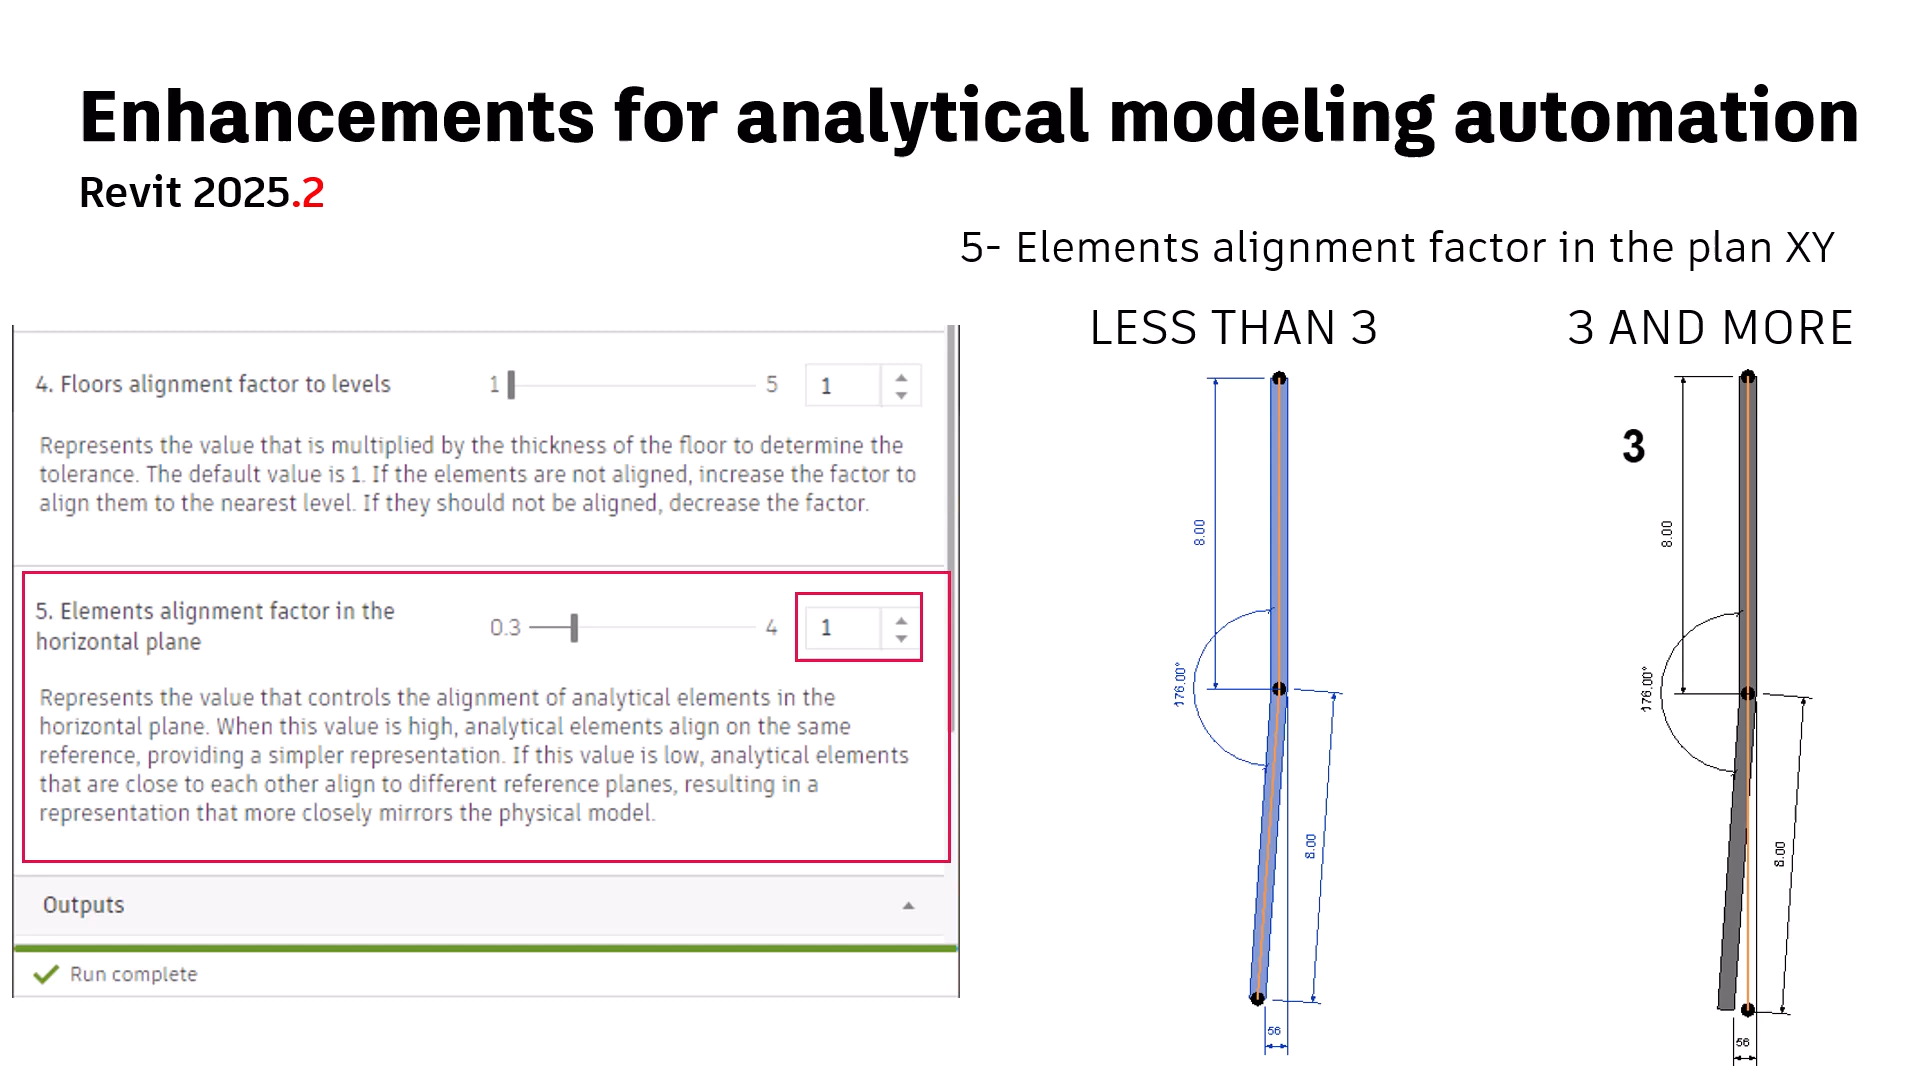 Enhancements for analytical modeling automation
Revit 2025.2
5- Elements alignment factor in the plan XY
LESS THAN 3
3 AND MORE
4. Floors alignment factor to levels
1
5
1
Represents the value that is multiplied by the thickness of the floor to determine the
tolerance. The default value is 1. If the elements are not aligned, increase the factor to
align them to the nearest level. If they should not be aligned, decrease the factor.
5. Elements alignment factor in the
horizontal plane
0.3
4
1
Represents the value that controls the alignment of analytical elements in the
horizontal plane. When this value is high, analytical elements align on the same
reference, providing a simpler representation. If this value is low, analytical elements
that are close to each other align to different reference planes, resulting in a
representation that more closely mirrors the physical model.
Outputs
Run complete
8.00
176.00°
8.00
56
3
8.00
176.00°
8.00
56